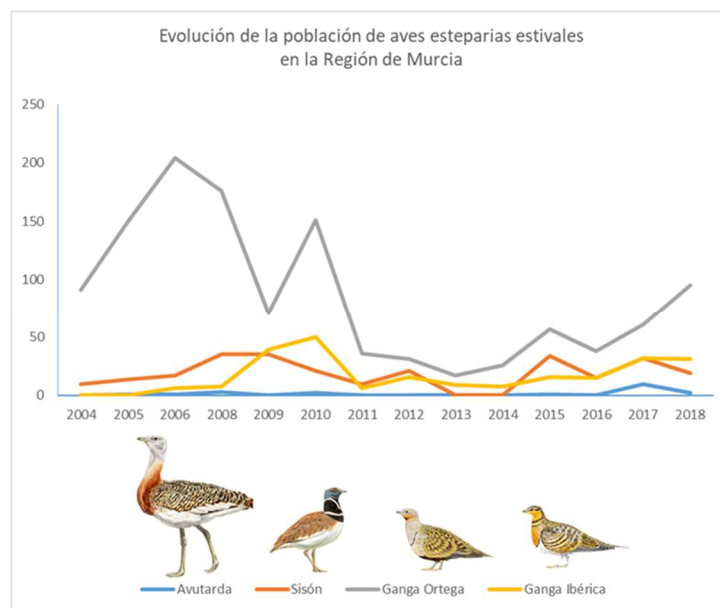 Evolución de la población de aves esteparias estivales
en la Región de Murcia
250
200
150
100
50
0
2004 2005 2006 2008 2009 2010 2011 2012 2013 2014 2015 2016 2017 2018
Avutarda Sisón Ganga Ortega Ganga Ibérica